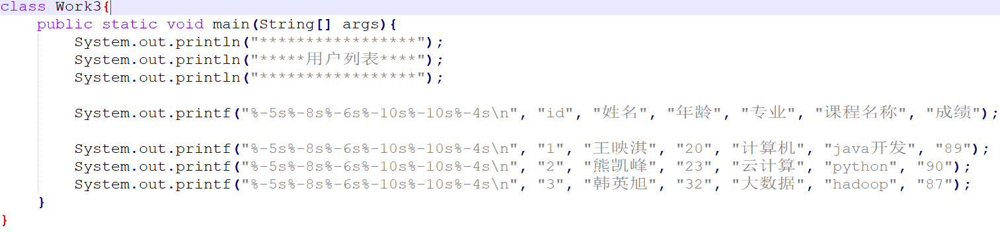 class Work3{
    public static void main(String[] args){
        System.out.println("*****************");
        System.out.println("*****用户列表****");
        System.out.println("*****************");
        System.out.printf("%-5s%-8s%-6s%-10s%-10s%-4s\n", "id", "姓名", "年龄", "专业", "课程名称", "成绩");
        System.out.printf("%-5s%-8s%-6s%-10s%-10s%-4s\n", "1", "王映淇", "20", "计算机", "java开发", "89");
        System.out.printf("%-5s%-8s%-6s%-10s%-10s%-4s\n", "2", "熊凯峰", "23", "云计算", "python", "90");
        System.out.printf("%-5s%-8s%-6s%-10s%-10s%-4s\n", "3", "韩英旭", "32", "大数据", "hadoop", "87");
    }
}